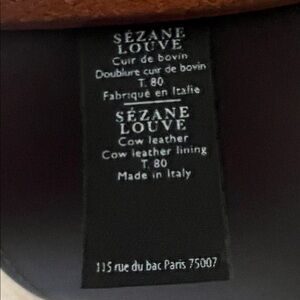 SÉZANE
LOUVE
Cuir de bovin
Doublure cuir de bovin
T. 80
Fabriqué en Italie
SÉZANE
LOUVE
Cow leather
Cow leather lining
T. 80
Made in Italy
115 rue du bac Paris 75007